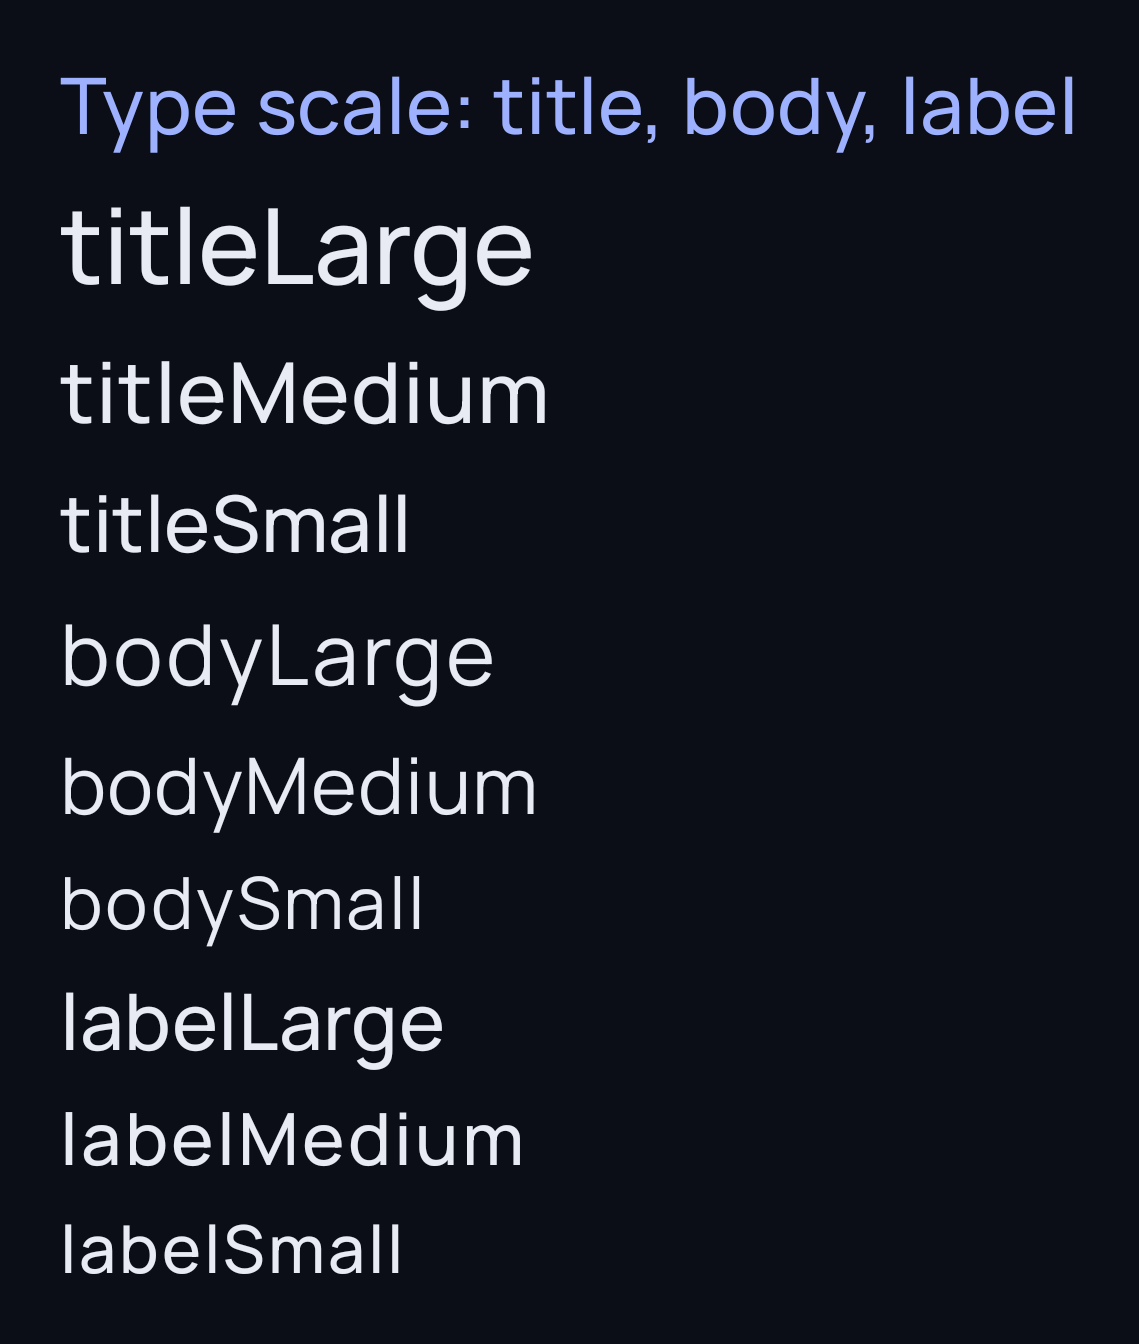 Type scale: title, body, label
titleLarge
titleMedium
titleSmall
bodyLarge
bodyMedium
bodySmall
labelLarge
labelMedium
labelSmall